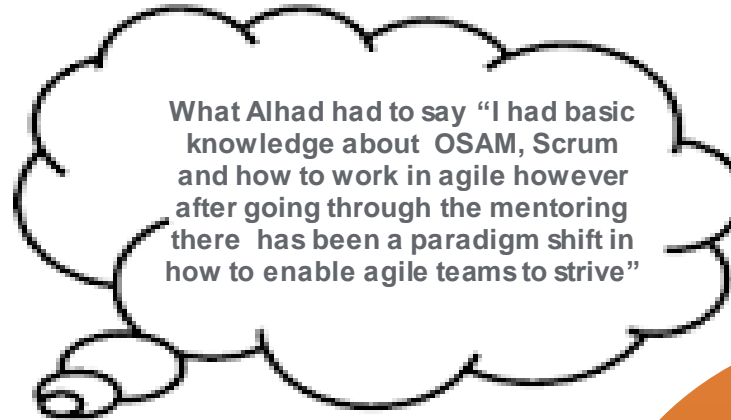 What Alhad had to say “I had basic
knowledge about OSAM, Scrum
and how to work in agile however
after going through the mentoring
there has been a paradigm shift in
how to enable agile teams to strive”